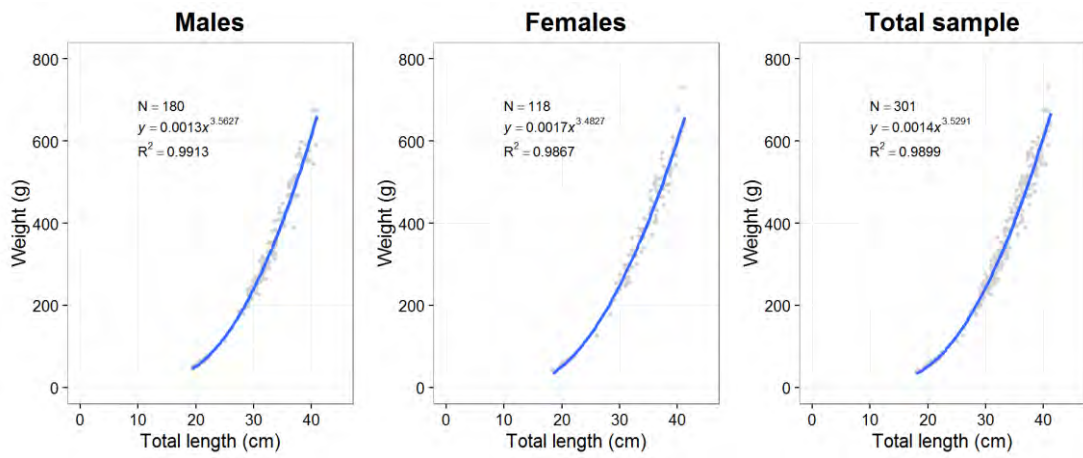 Males
Females
Total sample
800
600
400
200
0
Weight (g)
N = 180
y = 0.0013x^3.5627
R^2 = 0.9913
0 10 20 30 40
Total length (cm)
800
600
400
200
0
Weight (g)
N = 118
y = 0.0017x^3.4827
R^2 = 0.9867
0 10 20 30 40
Total length (cm)
800
600
400
200
0
Weight (g)
N = 301
y = 0.0014x^3.5291
R^2 = 0.9899
0 10 20 30 40
Total length (cm)